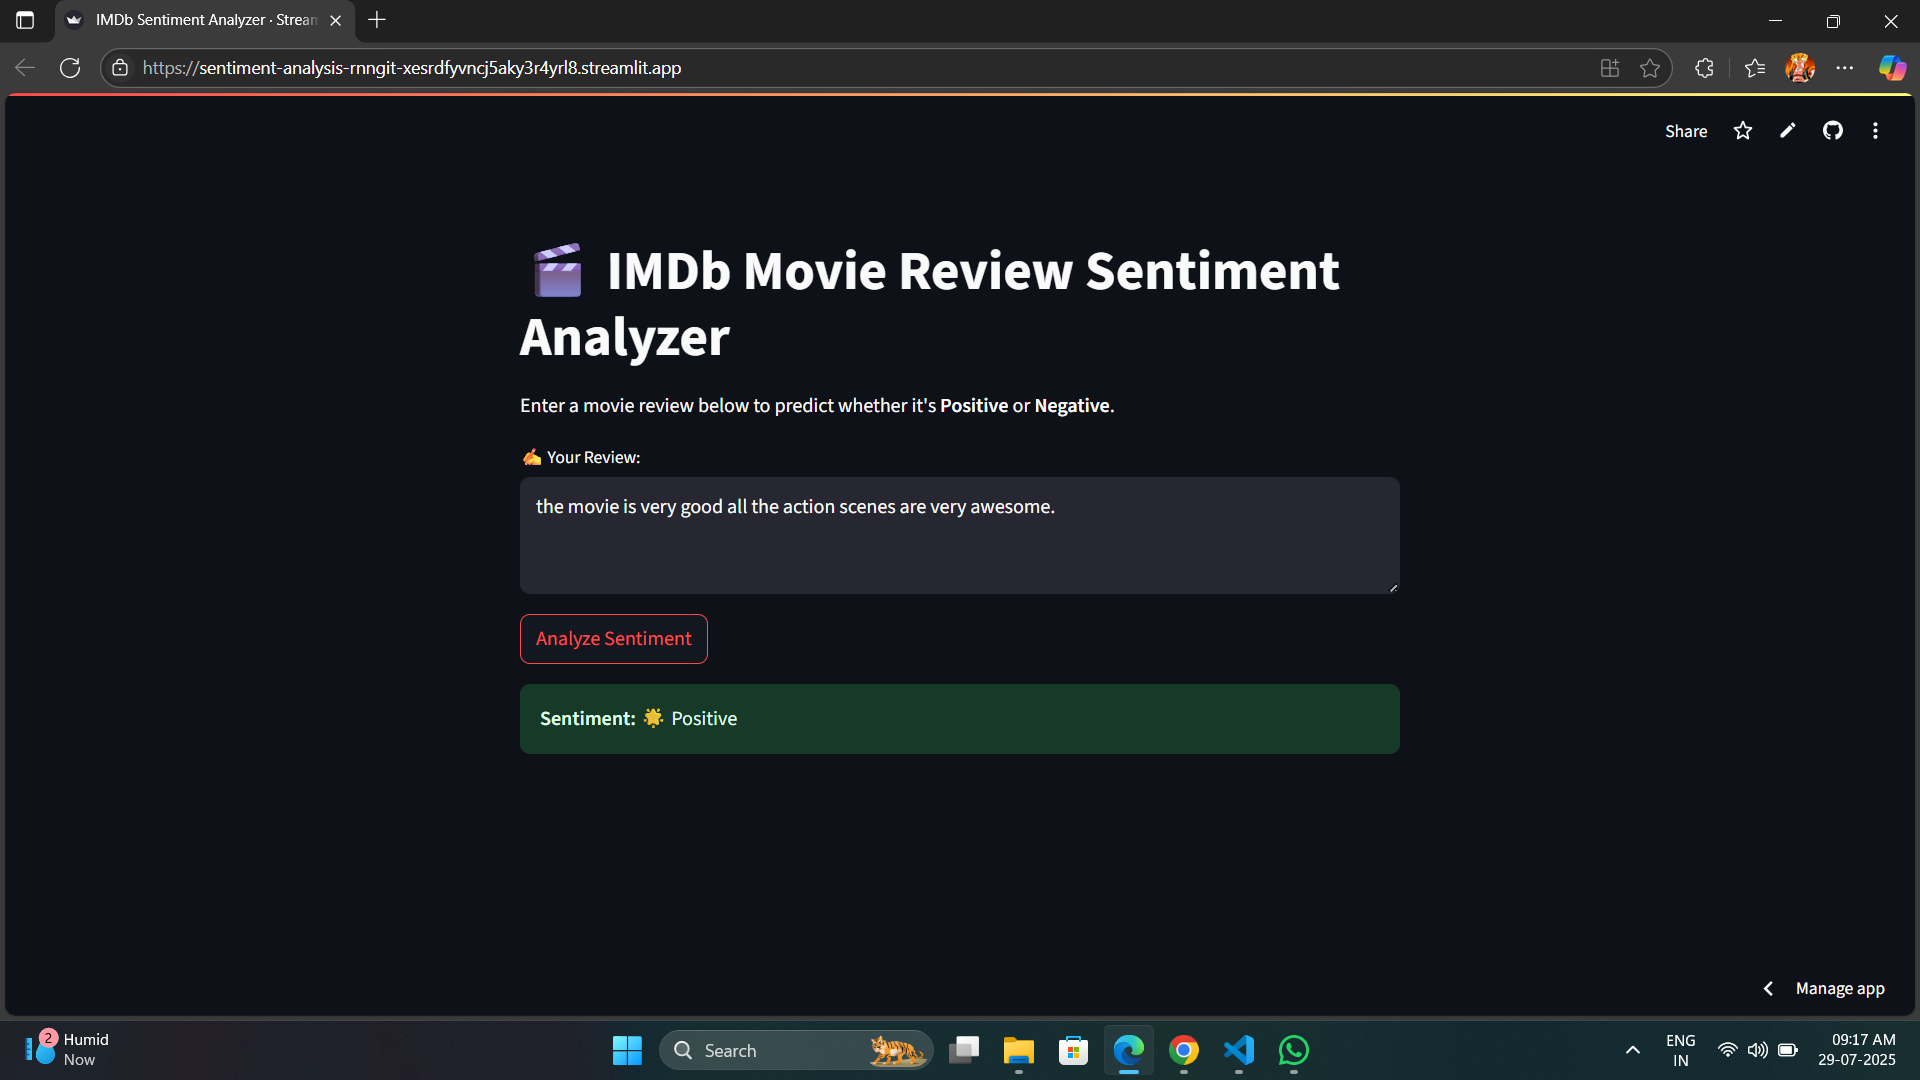 IMDb Sentiment Analyzer · Stream
https://sentiment-analysis-rnngit-xesrdfyvncj5aky3r4yrl8.streamlit.app
Share
IMDb Movie Review Sentiment
Analyzer
Enter a movie review below to predict whether it's Positive or Negative.
✍️ Your Review:
the movie is very good all the action scenes are very awesome.
Analyze Sentiment
Sentiment: 🌟 Positive
Manage app
2
Humid
Now
Search
ENG
IN
09:17 AM
29-07-2025